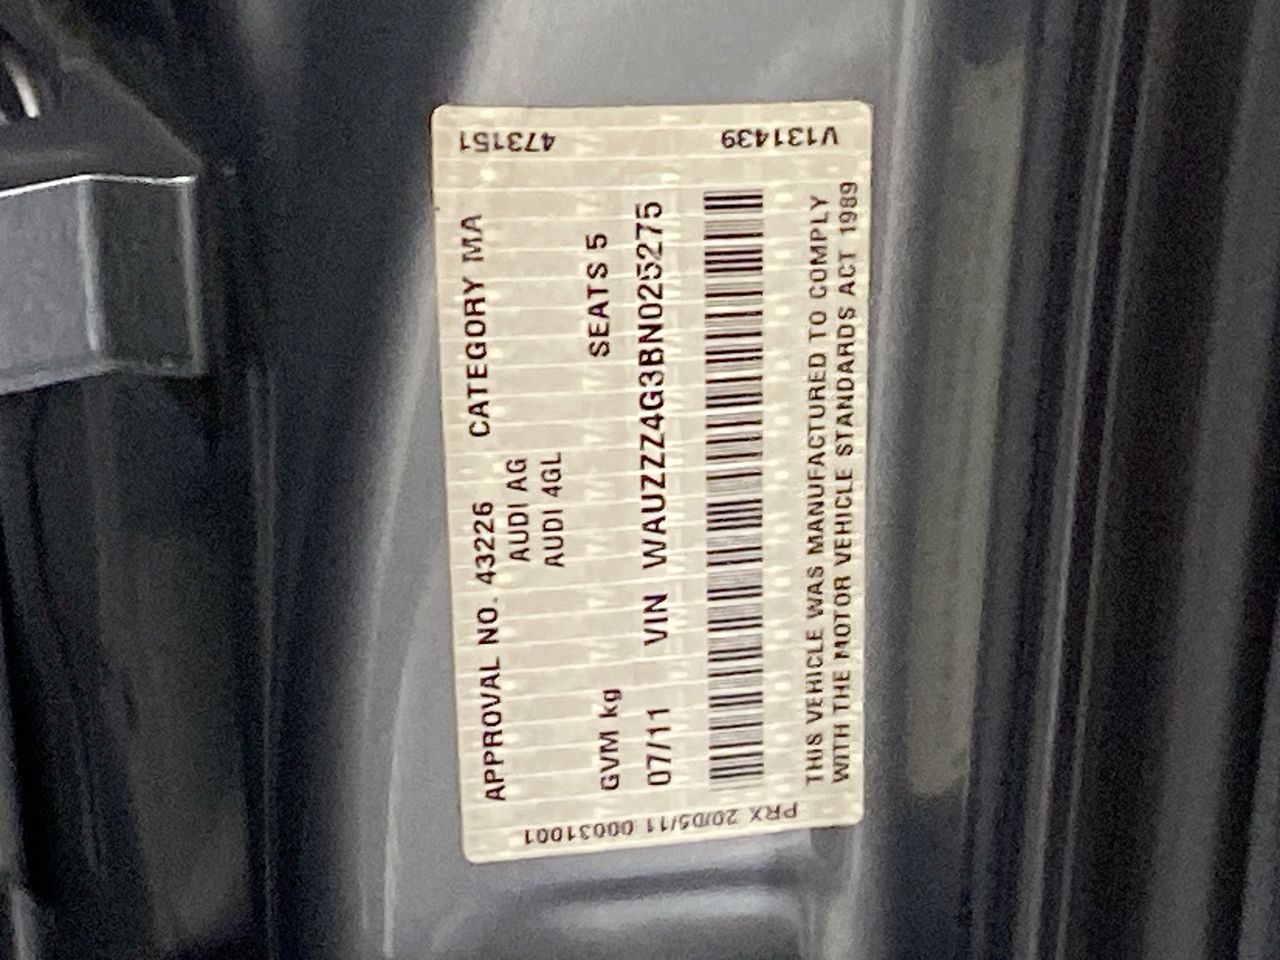 APPROVAL NO. 43226 CATEGORY MA
AUDI AG
AUDI 4GL
GVM kg SEATS 5
07/11 VIN WAUZZZ4G3BN025275
THIS VEHICLE WAS MANUFACTURED TO COMPLY
WITH THE MOTOR VEHICLE STANDARDS ACT 1989
473151
V131439
PRX 20/05/11 00031001